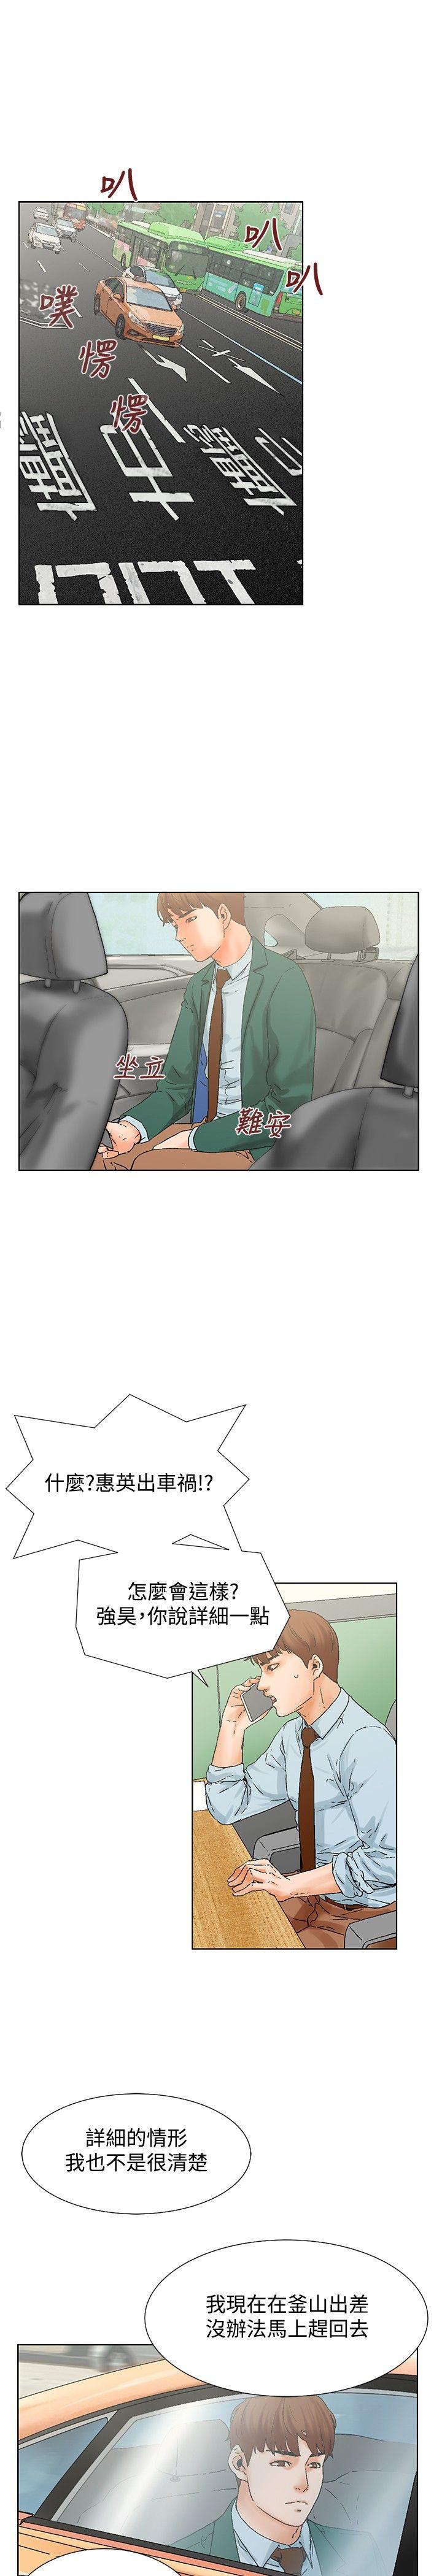 叭
叭
叭
噗
愣
愣
坐立
難安
什麼?惠英出車禍!?
怎麼會這樣?
強昊,你說詳細一點
詳細的情形
我也不是很清楚
我現在在釜山出差
沒辦法馬上趕回去